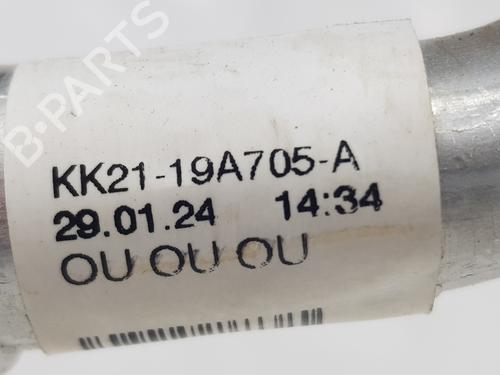 B-PARTS
KK21-19A705-A
29.01.24 14:34
OU OU OU